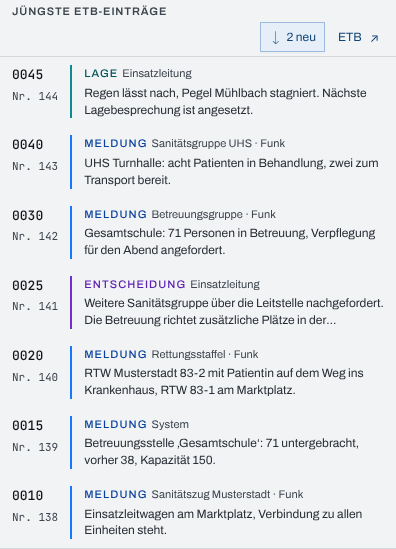 JÜNGSTE ETB-EINTRÄGE
↓ 2 neu ETB ↗
0045 LAGE Einsatzleitung
Nr. 144 Regen lässt nach, Pegel Mühlbach stagniert. Nächste
Lagebesprechung ist angesetzt.
0040 MELDUNG Sanitätsgruppe UHS · Funk
Nr. 143 UHS Turnhalle: acht Patienten in Behandlung, zwei zum
Transport bereit.
0030 MELDUNG Betreuungsgruppe · Funk
Nr. 142 Gesamtschule: 71 Personen in Betreuung, Verpflegung
für den Abend angefordert.
0025 ENTSCHEIDUNG Einsatzleitung
Nr. 141 Weitere Sanitätsgruppe über die Leitstelle nachgefordert.
Die Betreuung richtet zusätzliche Plätze in der…
0020 MELDUNG Rettungsstaffel · Funk
Nr. 140 RTW Musterstadt 83-2 mit Patientin auf dem Weg ins
Krankenhaus, RTW 83-1 am Marktplatz.
0015 MELDUNG System
Nr. 139 Betreuungsstelle ‚Gesamtschule‘: 71 untergebracht,
vorher 38, Kapazität 150.
0010 MELDUNG Sanitätszug Musterstadt · Funk
Nr. 138 Einsatzleitwagen am Marktplatz, Verbindung zu allen
Einheiten steht.